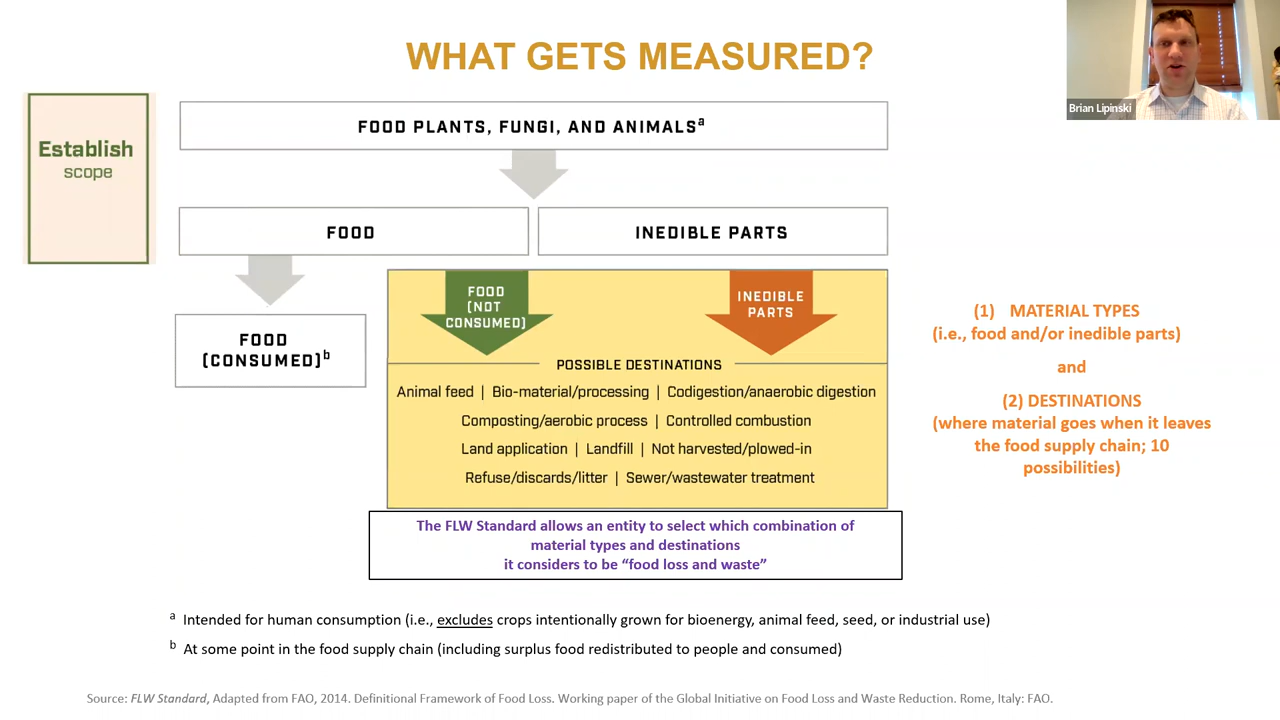 WHAT GETS MEASURED?
Brian Lipinski
Establish
scope
FOOD PLANTS, FUNGI, AND ANIMALSᵃ
FOOD
INEDIBLE PARTS
FOOD
(CONSUMED)ᵇ
FOOD
(NOT
CONSUMED)
INEDIBLE
PARTS
POSSIBLE DESTINATIONS
Animal feed | Bio-material/processing | Codigestion/anaerobic digestion
Composting/aerobic process | Controlled combustion
Land application | Landfill | Not harvested/plowed-in
Refuse/discards/litter | Sewer/wastewater treatment
(1) MATERIAL TYPES
(i.e., food and/or inedible parts)
and
(2) DESTINATIONS
(where material goes when it leaves
the food supply chain; 10
possibilities)
The FLW Standard allows an entity to select which combination of
material types and destinations
it considers to be “food loss and waste”
ᵃ Intended for human consumption (i.e., excludes crops intentionally grown for bioenergy, animal feed, seed, or industrial use)
ᵇ At some point in the food supply chain (including surplus food redistributed to people and consumed)
Source: FLW Standard, Adapted from FAO, 2014. Definitional Framework of Food Loss. Working paper of the Global Initiative on Food Loss and Waste Reduction. Rome, Italy: FAO.